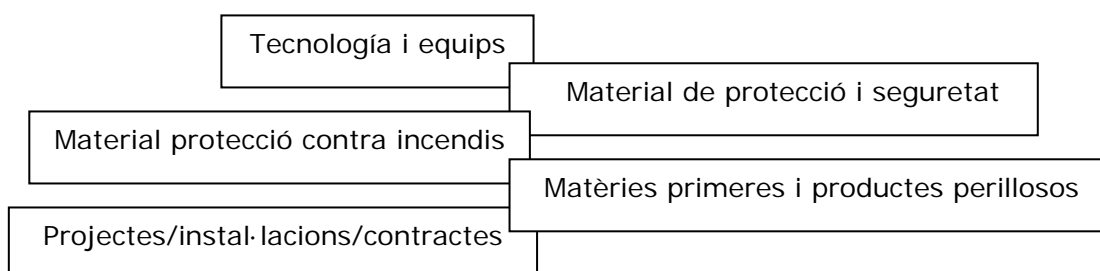 Tecnología i equips
Material de protecció i seguretat
Material protecció contra incendis
Matèries primeres i productes perillosos
Projectes/instal·lacions/contractes